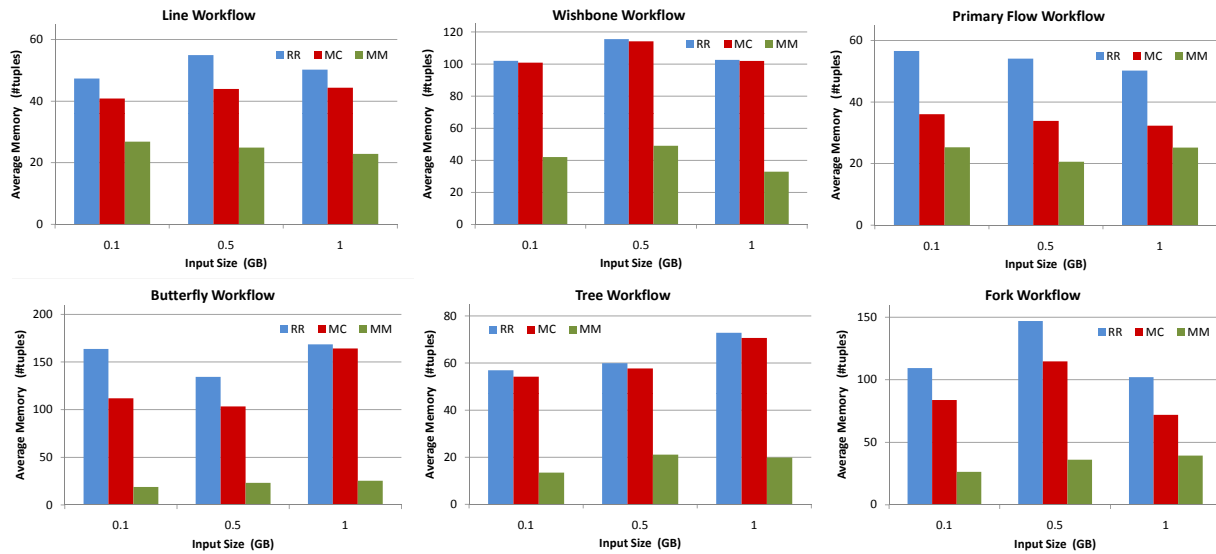 Line Workflow
Average Memory (#tuples)
60
40
20
0
RR MC MM
0.1 0.5 1
Input Size (GB)
Wishbone Workflow
Average Memory (#tuples)
120
100
80
60
40
20
0
RR MC MM
0.1 0.5 1
Input Size (GB)
Primary Flow Workflow
Average Memory (#tuples)
60
40
20
0
RR MC MM
0.1 0.5 1
Input Size (GB)
Butterfly Workflow
Average Memory (#tuples)
200
150
100
50
0
RR MC MM
0.1 0.5 1
Input Size (GB)
Tree Workflow
Average Memory (#tuples)
80
60
40
20
0
RR MC MM
0.1 0.5 1
Input Size (GB)
Fork Workflow
Average Memory (#tuples)
150
100
50
0
RR MC MM
0.1 0.5 1
Input Size (GB)